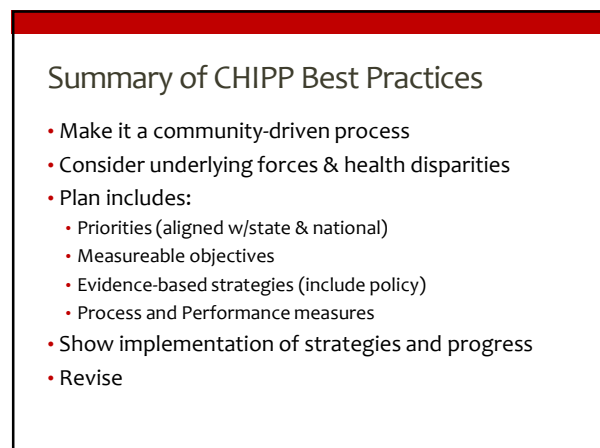 Summary of CHIPP Best Practices
• Make it a community-driven process
• Consider underlying forces & health disparities
• Plan includes:
• Priorities (aligned w/state & national)
• Measureable objectives
• Evidence-based strategies (include policy)
• Process and Performance measures
• Show implementation of strategies and progress
• Revise